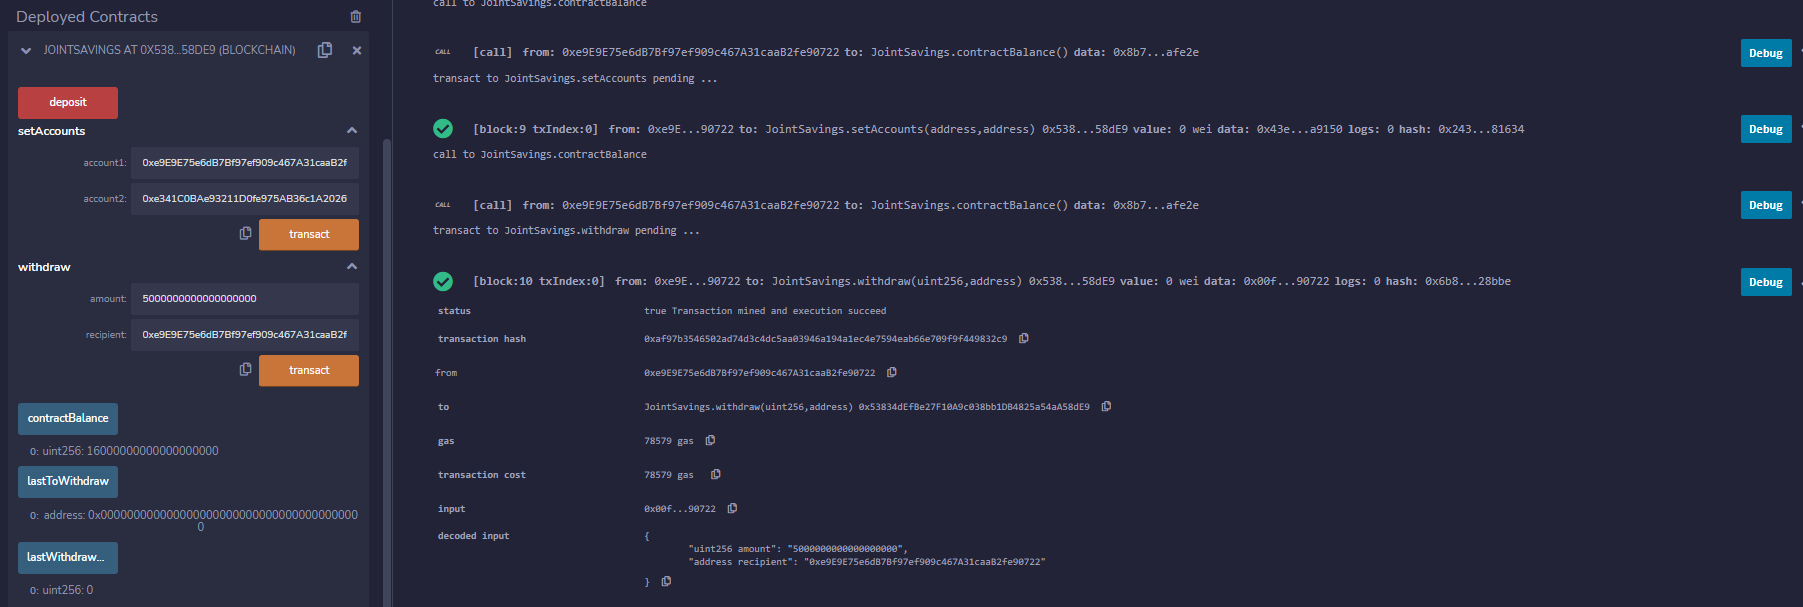 Deployed Contracts
JOINTSAVINGS AT 0X538...58DE9 (BLOCKCHAIN)
deposit
setAccounts
account1: 0xe9E9E75e6dB7Bf97ef909c467A31caaB2f
account2: 0xe341C0BAe93211D0fe975AB36c1A2026
transact
withdraw
amount: 5000000000000000000
recipient: 0xe9E9E75e6dB7Bf97ef909c467A31caaB2f
transact
contractBalance
0: uint256: 16000000000000000000
lastToWithdraw
0: address: 0x000000000000000000000000000000000000000
0
lastWithdraw...
0: uint256: 0
call to JointSavings.contractBalance
CALL [call] from: 0xe9E9E75e6dB7Bf97ef909c467A31caaB2fe90722 to: JointSavings.contractBalance() data: 0x8b7...afe2e Debug
transact to JointSavings.setAccounts pending ...
[block:9 txIndex:0] from: 0xe9E...90722 to: JointSavings.setAccounts(address,address) 0x538...58dE9 value: 0 wei data: 0x43e...a9150 logs: 0 hash: 0x243...81634 Debug
call to JointSavings.contractBalance
CALL [call] from: 0xe9E9E75e6dB7Bf97ef909c467A31caaB2fe90722 to: JointSavings.contractBalance() data: 0x8b7...afe2e Debug
transact to JointSavings.withdraw pending ...
[block:10 txIndex:0] from: 0xe9E...90722 to: JointSavings.withdraw(uint256,address) 0x538...58dE9 value: 0 wei data: 0x00f...90722 logs: 0 hash: 0x6b8...28bbe Debug
status true Transaction mined and execution succeed
transaction hash 0xaf97b3546502ad74d3c4dc5aa03946a194a1ec4e7594eab66e709f9f449832c9
from 0xe9E9E75e6dB7Bf97ef909c467A31caaB2fe90722
to JointSavings.withdraw(uint256,address) 0x53834dEfBe27F10A9c038bb1DB4825a54aA58dE9
gas 78579 gas
transaction cost 78579 gas
input 0x00f...90722
decoded input {
"uint256 amount": "5000000000000000000",
"address recipient": "0xe9E9E75e6dB7Bf97ef909c467A31caaB2fe90722"
}